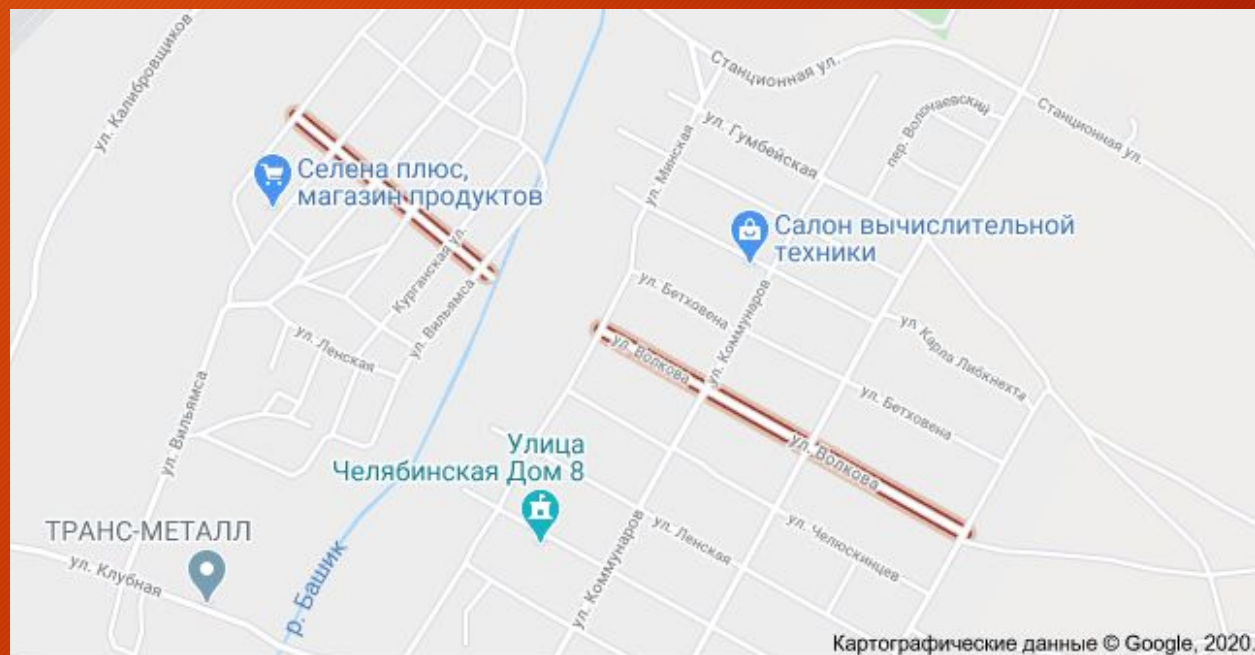 ул. Калибровщиков
Станционная ул.
Станционная ул.
пер. Волочаевский
ул. Гумбейская
ул. Минская
Селена плюс,
магазин продуктов
Салон вычислительной
техники
Курганская ул.
ул. Вильямса
ул. Бетховена
ул. Коммунаров
ул. Карла Либкнехта
ул. Ленская
ул. Волкова
ул. Бетховена
ул. Вильямса
Улица
Челябинская Дом 8
ул. Волкова
ТРАНС-МЕТАЛЛ
ул. Ленская
ул. Челюскинцев
ул. Клубная
р. Башик
ул. Коммунаров
Картографические данные © Google, 2020